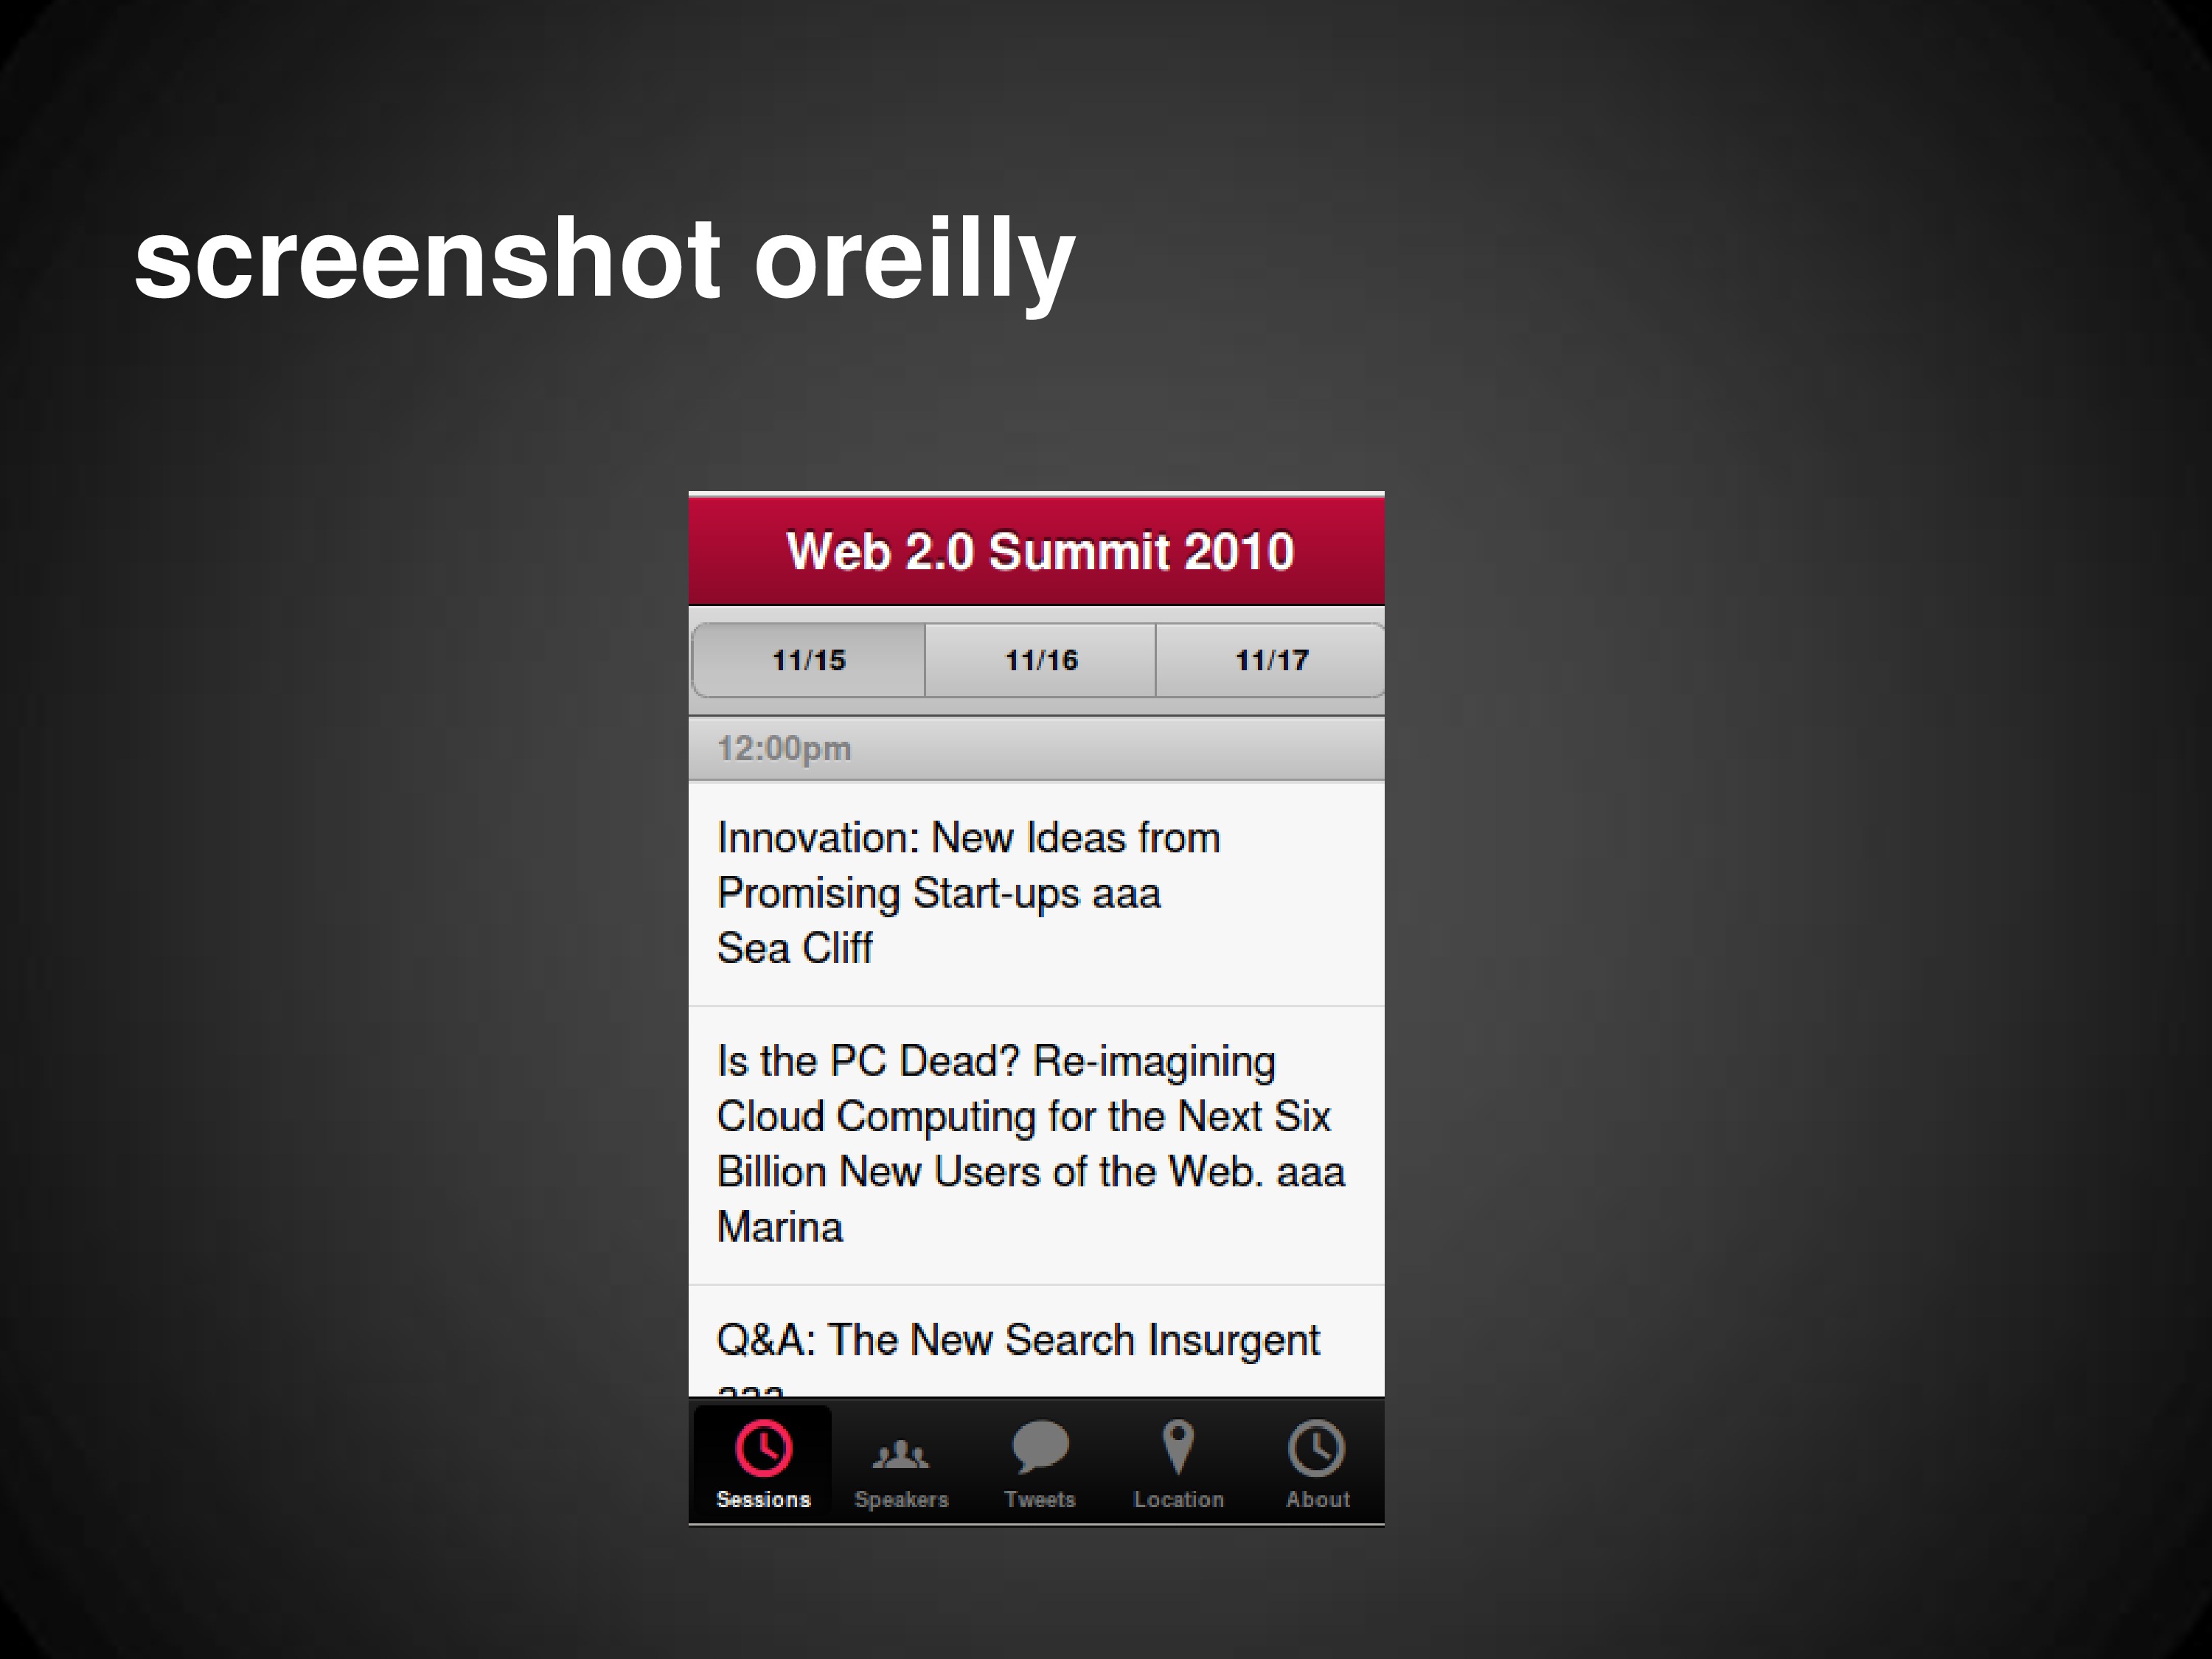 screenshot oreilly
Web 2.0 Summit 2010
11/15 11/16 11/17
12:00pm
Innovation: New Ideas from
Promising Start-ups aaa
Sea Cliff
Is the PC Dead? Re-imagining
Cloud Computing for the Next Six
Billion New Users of the Web. aaa
Marina
Q&A: The New Search Insurgent
aaa
Sessions Speakers Tweets Location About